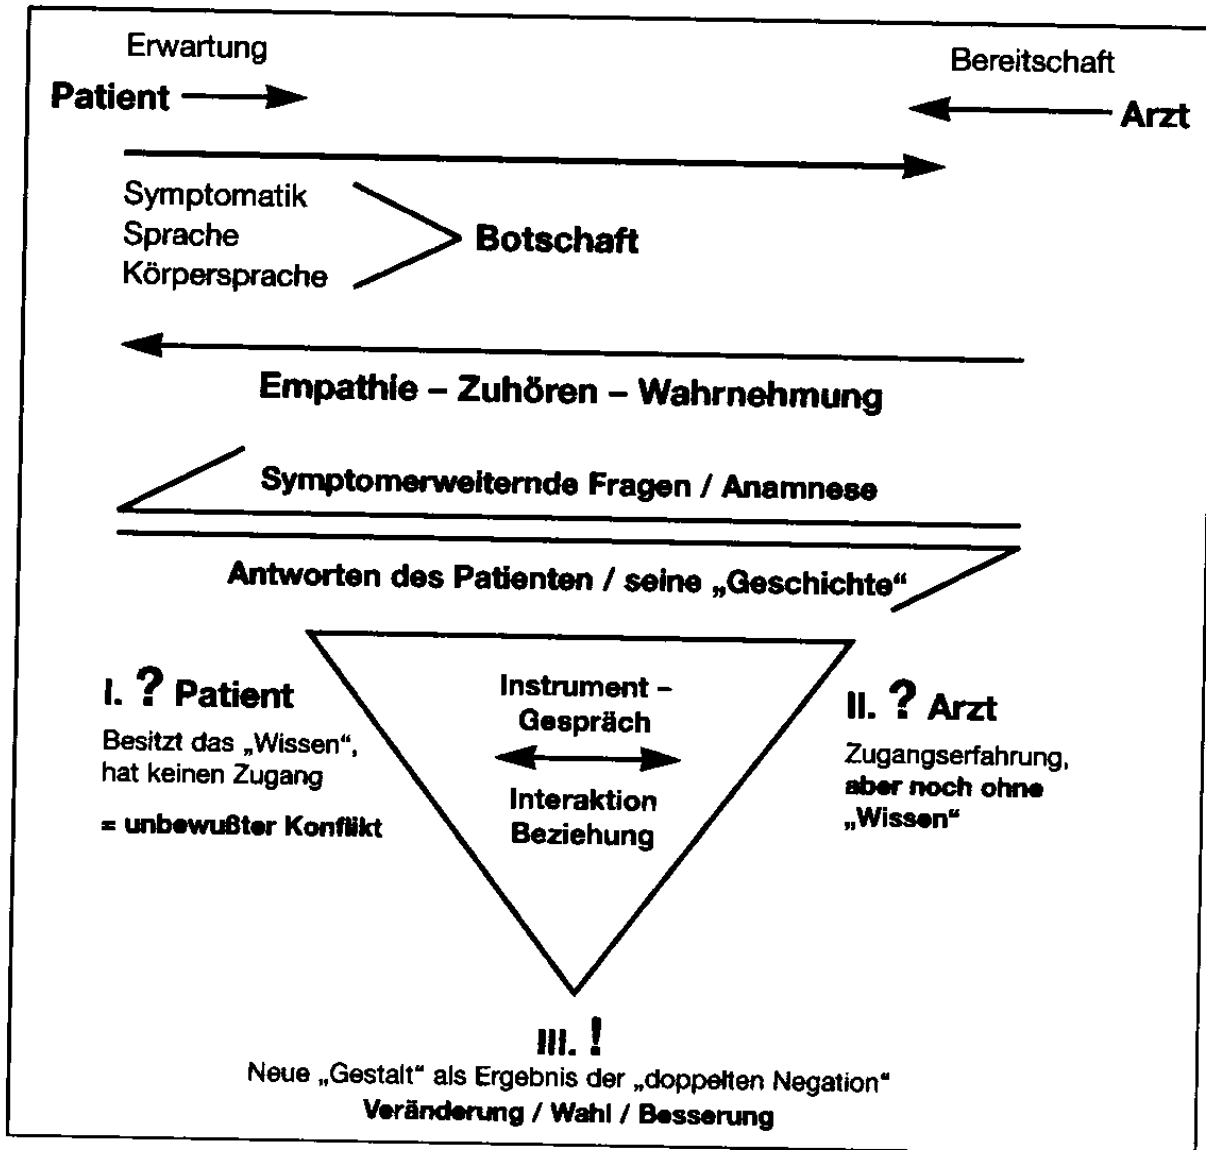 Erwartung
Bereitschaft
Patient
Arzt
Symptomatik
Sprache
Körpersprache
Botschaft
Empathie – Zuhören – Wahrnehmung
Symptomerweiternde Fragen / Anamnese
Antworten des Patienten / seine „Geschichte“
I. ? Patient
Besitzt das „Wissen“,
hat keinen Zugang
= unbewußter Konflikt
Instrument –
Gespräch
Interaktion
Beziehung
II. ? Arzt
Zugangserfahrung,
aber noch ohne
„Wissen“
III. !
Neue „Gestalt“ als Ergebnis der „doppelten Negation“
Veränderung / Wahl / Besserung